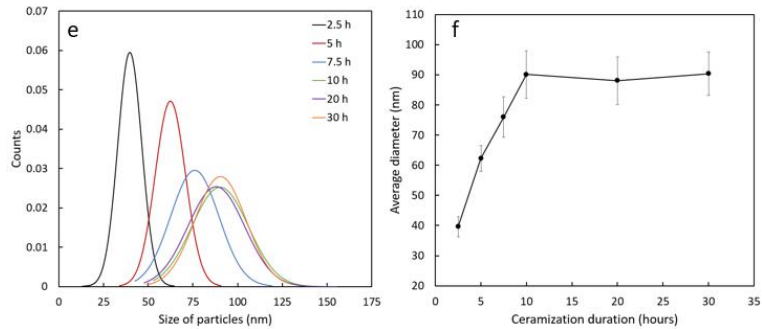 e
0.07
0.06
0.05
0.04
0.03
0.02
0.01
0
Counts
0 25 50 75 100 125 150 175
Size of particles (nm)
2.5 h
5 h
7.5 h
10 h
20 h
30 h
f
110
100
90
80
70
60
50
40
30
20
Average diameter (nm)
0 5 10 15 20 25 30 35
Ceramization duration (hours)